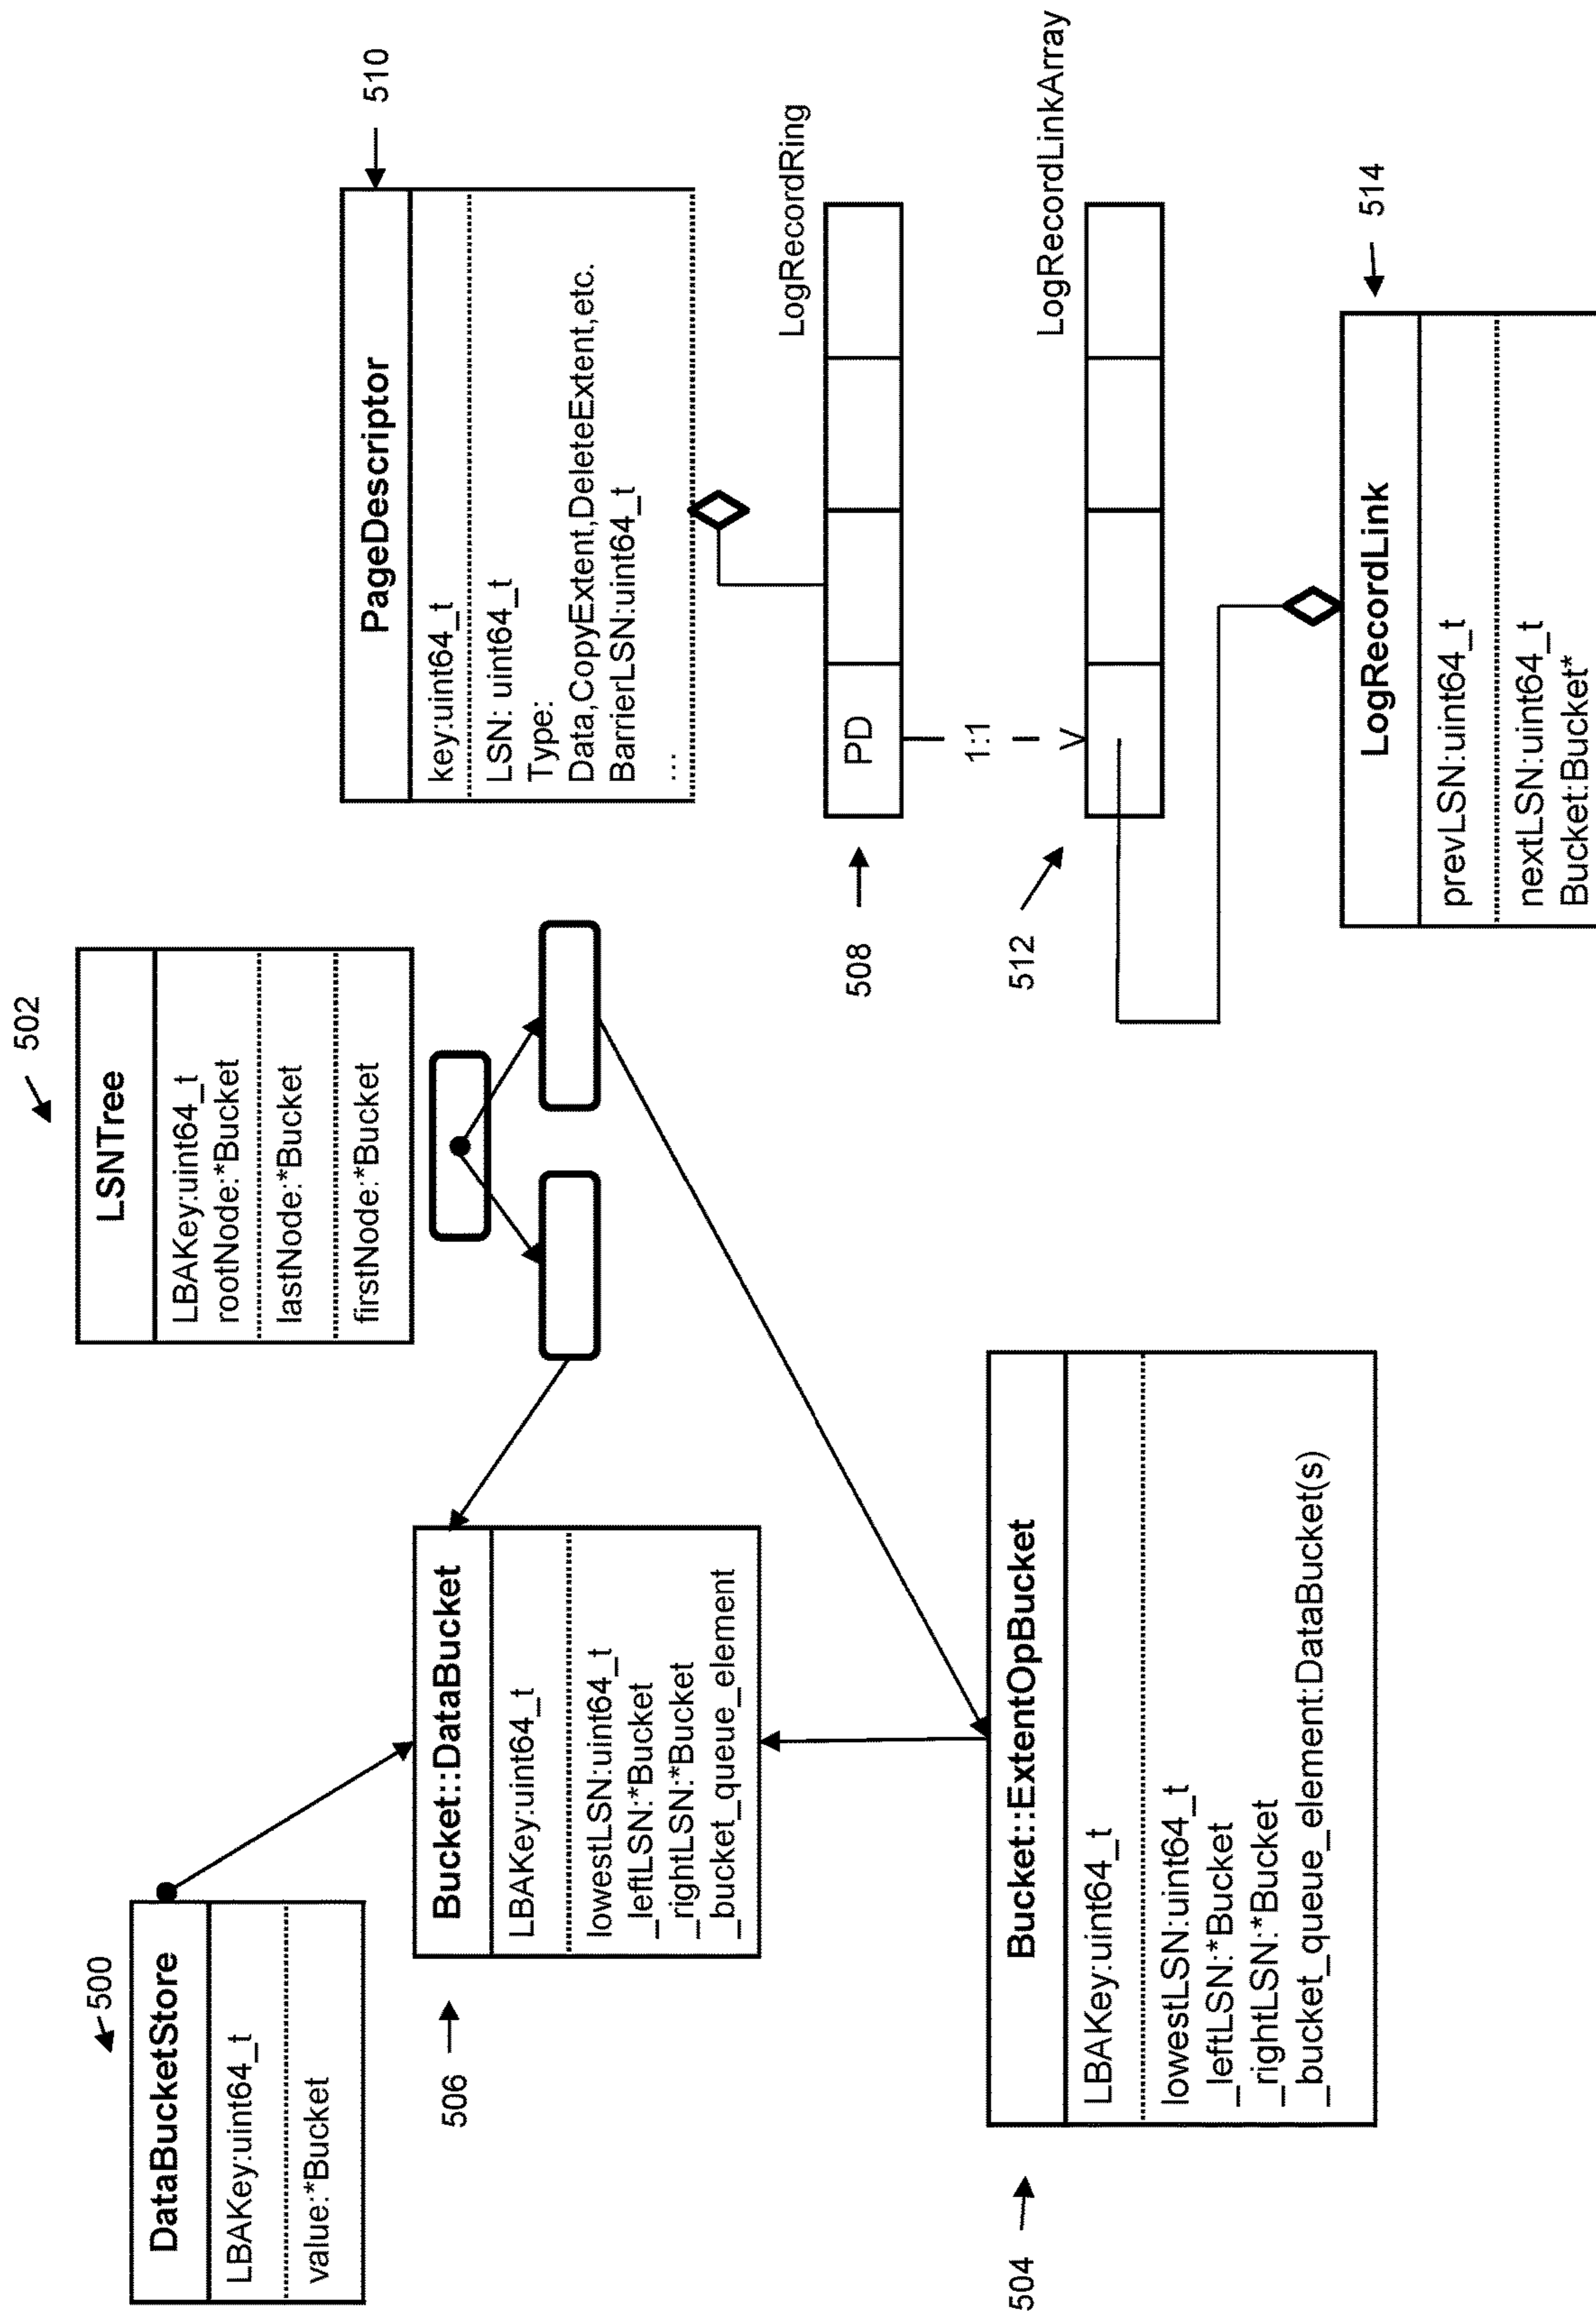 500
DataBucketStore
LBAKey:uint64_t
value:*Bucket
502
LSNTree
LBAKey:uint64_t
rootNode:*Bucket
lastNode:*Bucket
firstNode:*Bucket
510
PageDescriptor
key:uint64_t
LSN: uint64_t
Type:
Data,CopyExtent,DeleteExtent,etc.
BarrierLSN:uint64_t
...
506
Bucket::DataBucket
LBAKey:uint64_t
lowestLSN:uint64_t
_leftLSN:*Bucket
_rightLSN:*Bucket
_bucket_queue_element
LogRecordRing
508
PD
1:1
LogRecordLinkArray
512
504
Bucket::ExtentOpBucket
LBAKey:uint64_t
lowestLSN:uint64_t
_leftLSN:*Bucket
_rightLSN:*Bucket
_bucket_queue_element:DataBucket(s)
514
LogRecordLink
prevLSN:uint64_t
nextLSN:uint64_t
Bucket:Bucket*